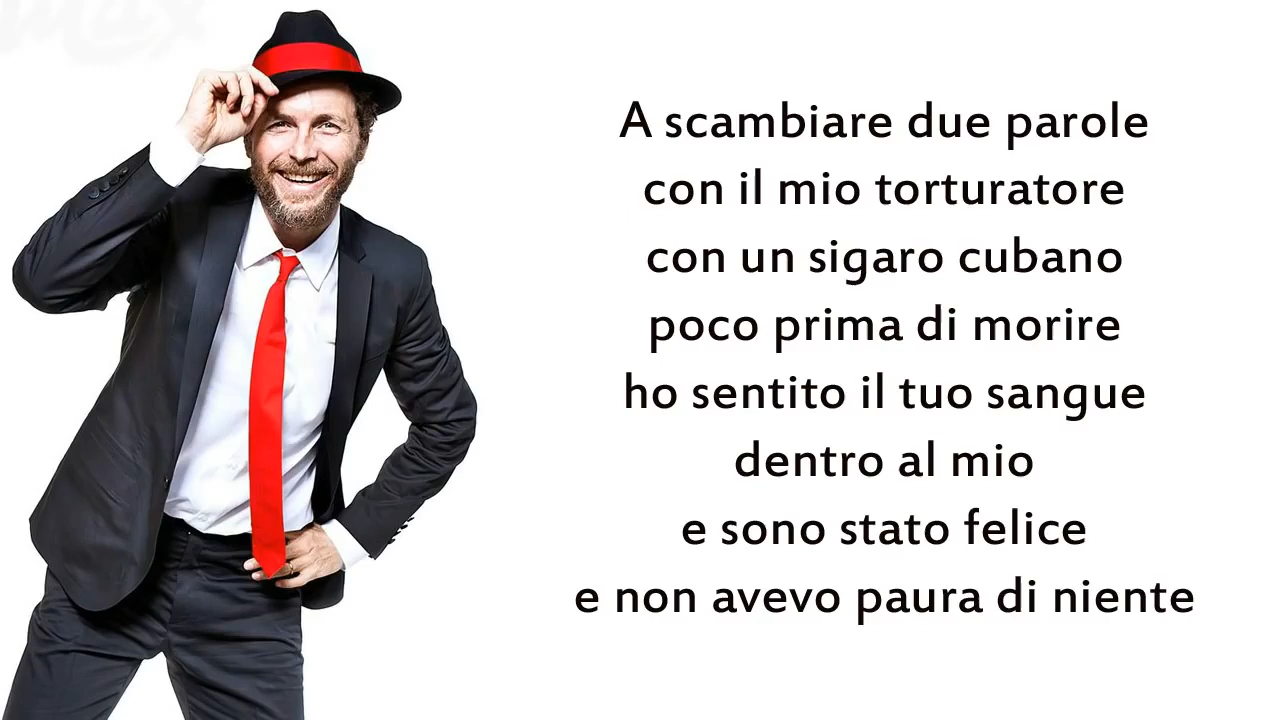 A scambiare due parole
con il mio torturatore
con un sigaro cubano
poco prima di morire
ho sentito il tuo sangue
dentro al mio
e sono stato felice
e non avevo paura di niente